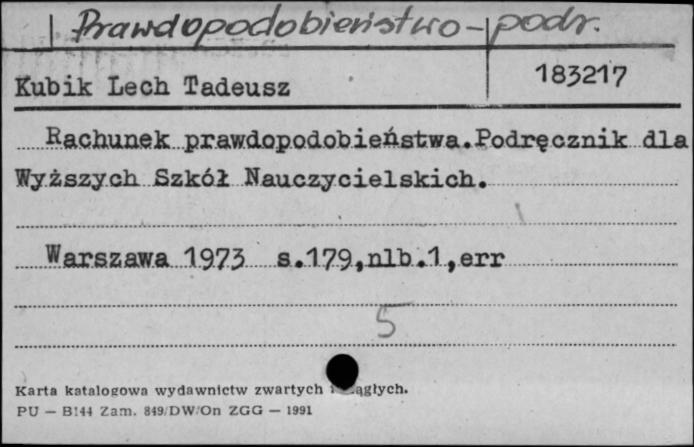 Prawdopodobieństwo - podr.
Kubik Lech Tadeusz
183217
Rachunek prawdopodobieństwa.Podręcznik dla
Wyższych Szkół Nauczycielskich.
Warszawa 1973 s.179,nlb.1,err
5
Karta katalogowa wydawnictw zwartych
PU — B144 Zam. 849/DW/On ZGG — 1991